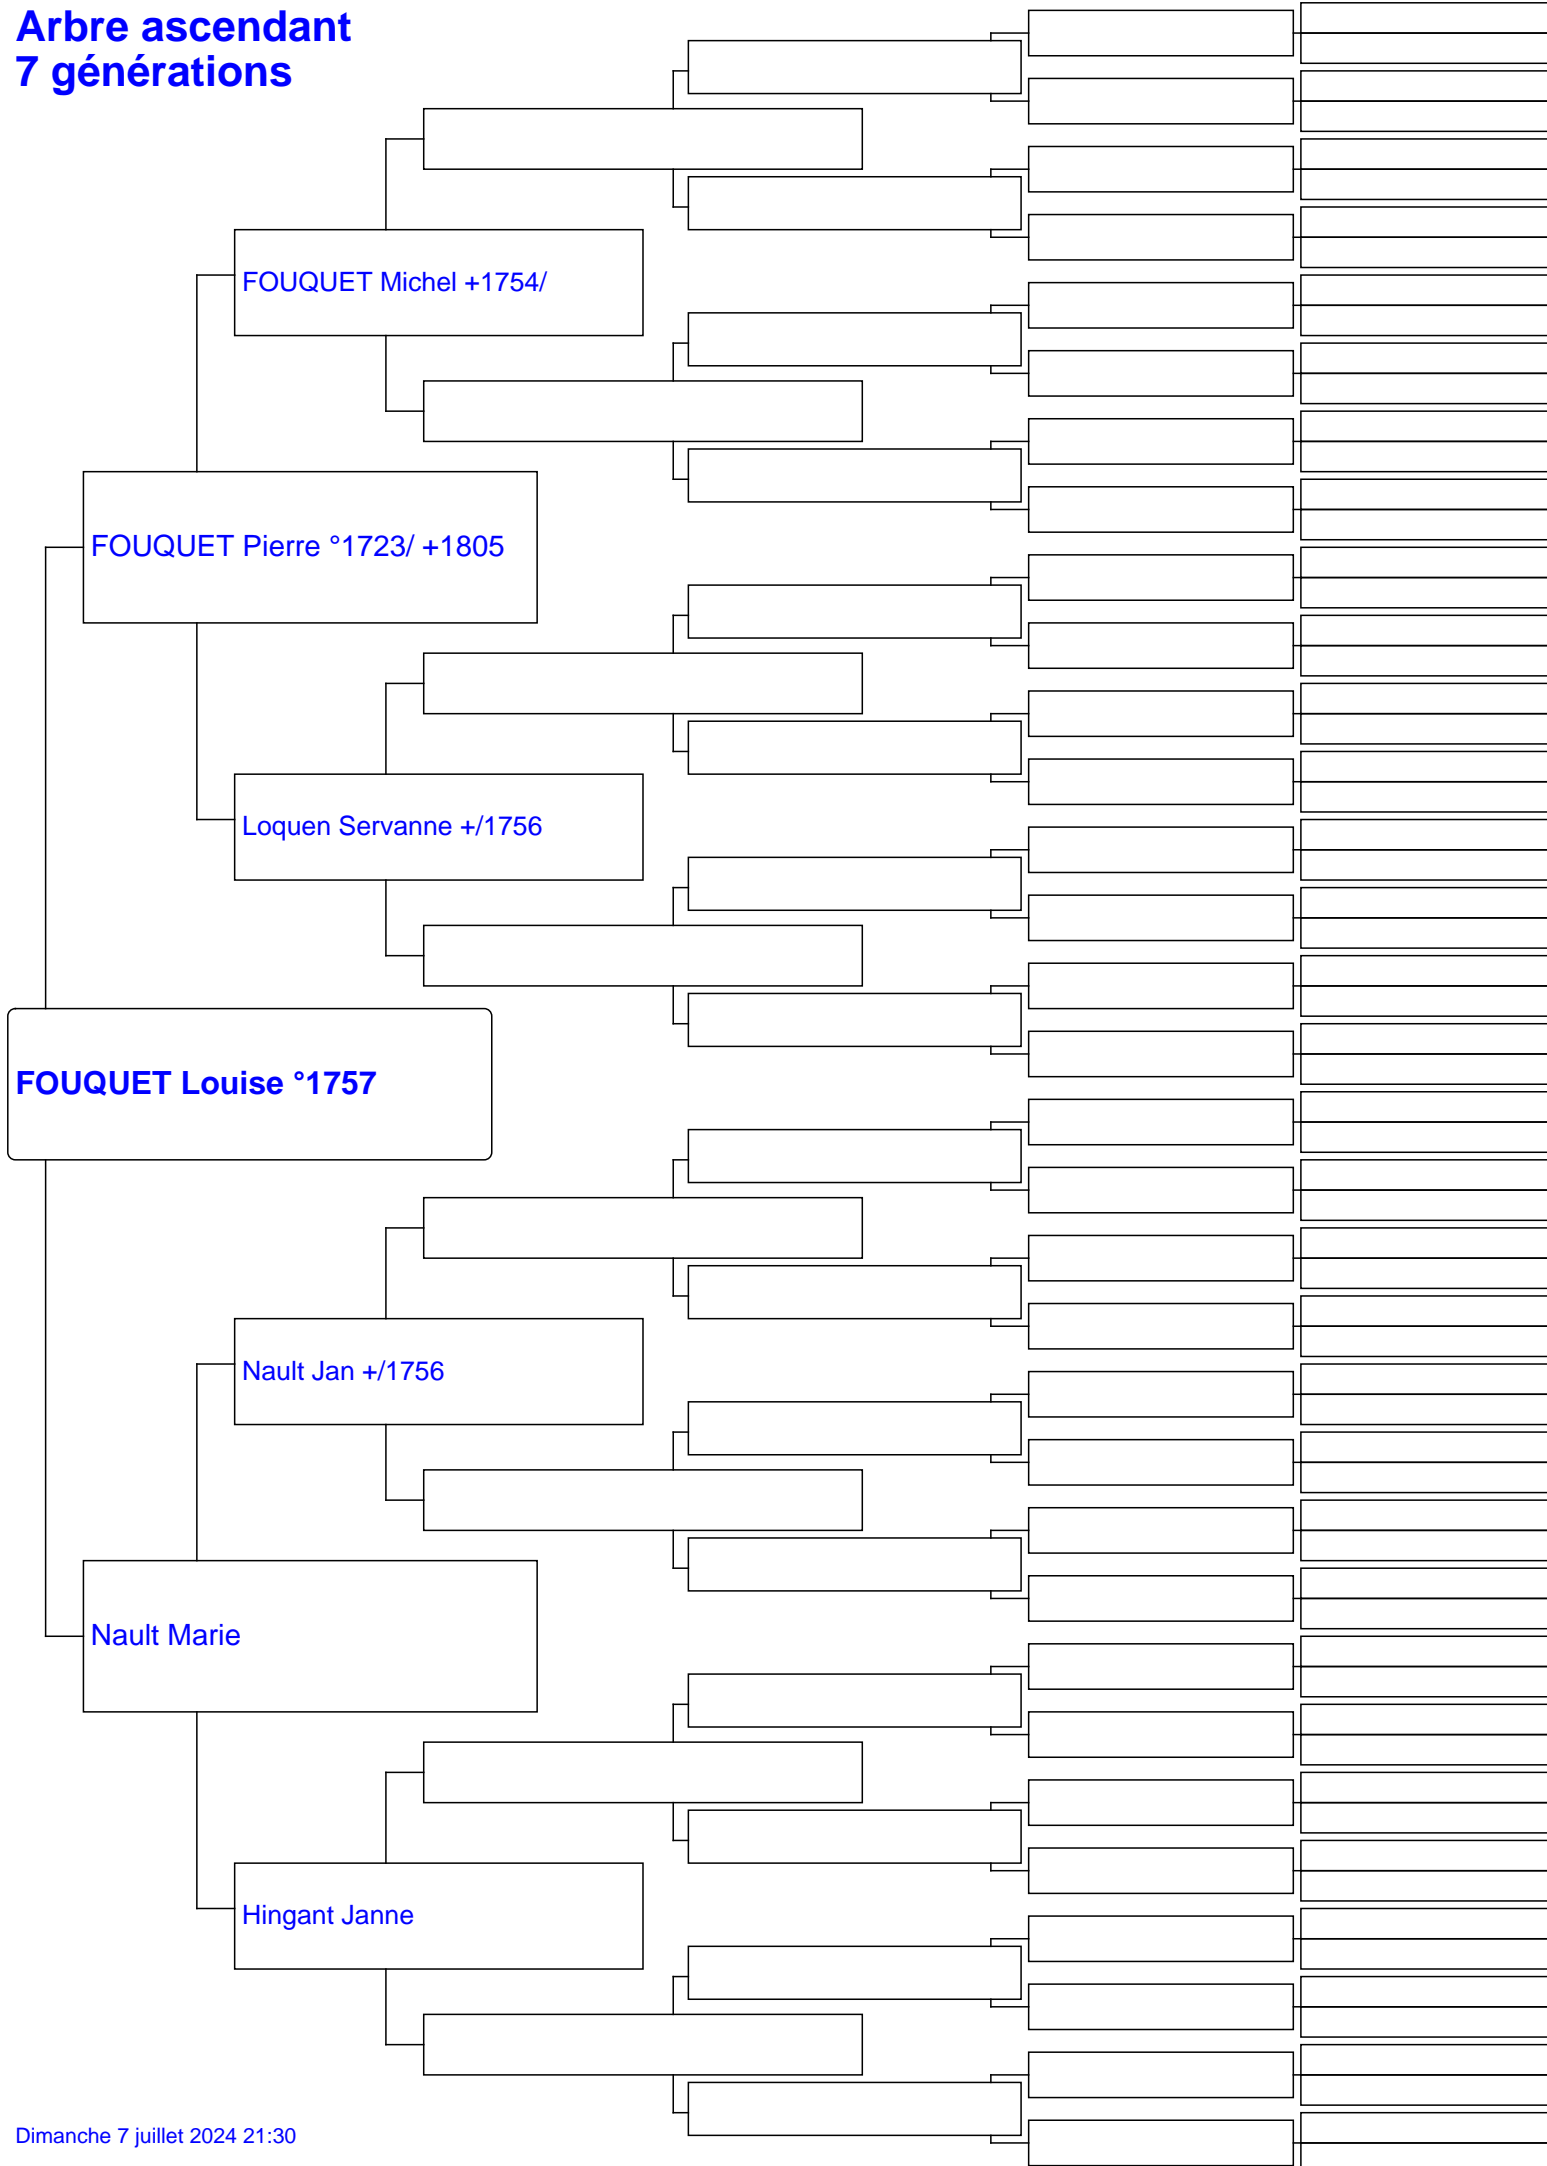 Arbre ascendant
7 générations
FOUQUET Michel +1754/
FOUQUET Pierre °1723/ +1805
Loquen Servanne +/1756
FOUQUET Louise °1757
Nault Jan +/1756
Nault Marie
Hingant Janne
Dimanche 7 juillet 2024 21:30